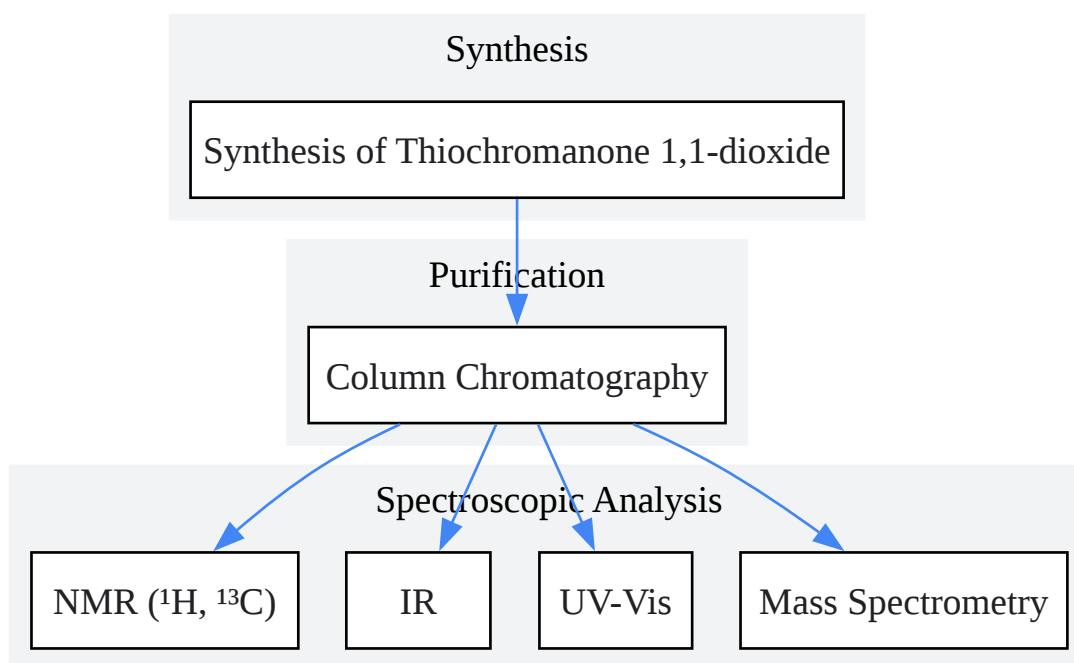 Synthesis
Synthesis of Thiochromanone 1,1-dioxide
Purification
Column Chromatography
Spectroscopic Analysis
NMR (¹H, ¹³C)
IR
UV-Vis
Mass Spectrometry